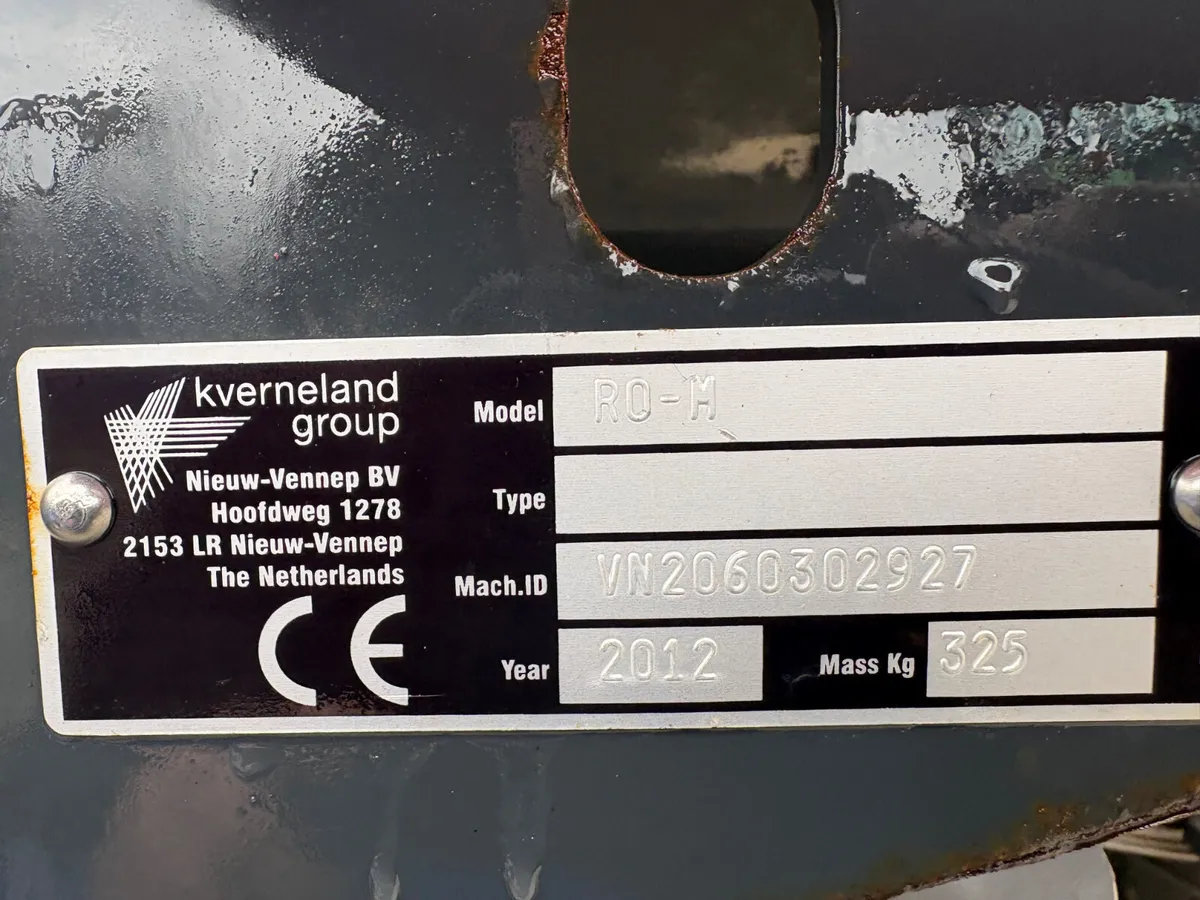 kverneland
group
Nieuw-Vennep BV
Hoofdweg 1278
2153 LR Nieuw-Vennep
The Netherlands
CE
Model RO-M
Type
Mach.ID VN2060302927
Year 2012 Mass Kg 325